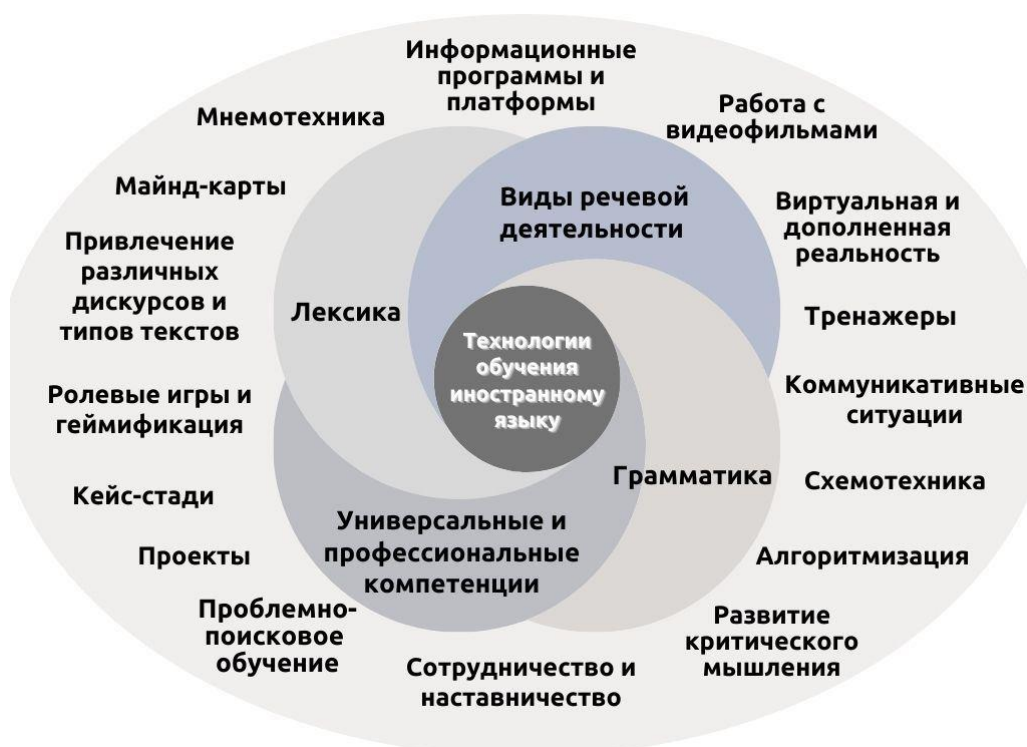 Информационные
программы и
платформы
Мнемотехника
Работа с
видеофильмами
Майнд-карты
Виды речевой
деятельности
Виртуальная и
дополненная
реальность
Привлечение
различных
дискурсов и
типов текстов
Лексика
Тренажеры
Технологии
обучения
иностранному
языку
Ролевые игры и
геймификация
Коммуникативные
ситуации
Грамматика
Схемотехника
Кейс-стади
Универсальные и
профессиональные
компетенции
Проекты
Алгоритмизация
Проблемно-
поисковое
обучение
Развитие
критического
мышления
Сотрудничество и
наставничество